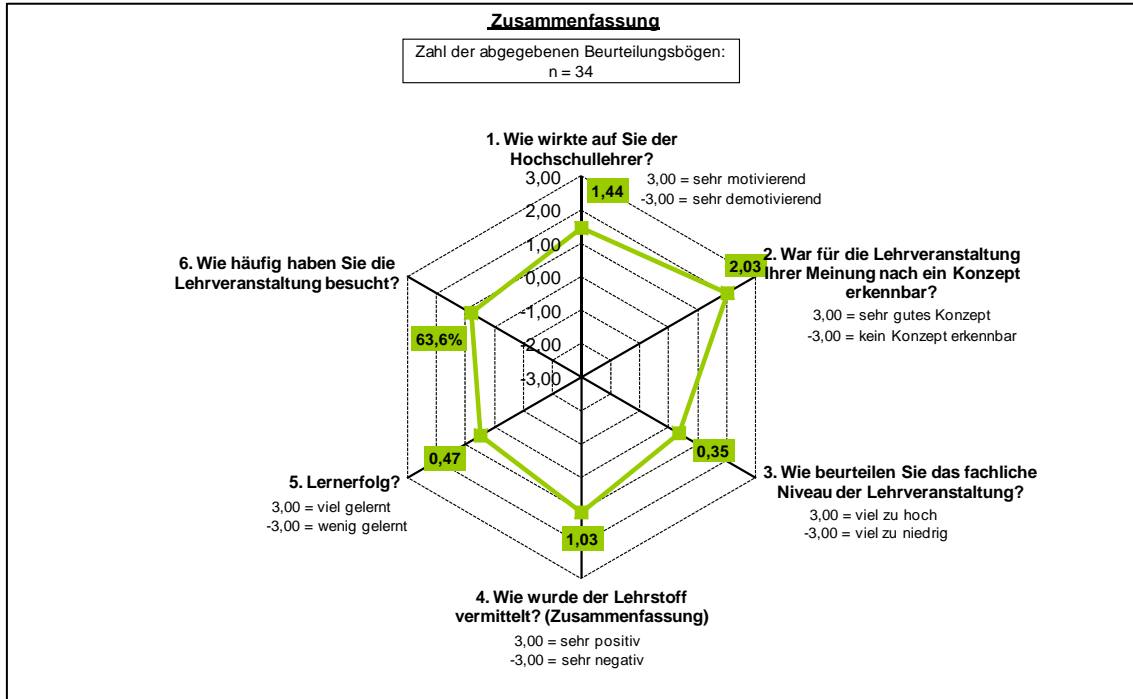 Zusammenfassung
Zahl der abgegebenen Beurteilungsbögen:
n = 34
1. Wie wirkte auf Sie der
Hochschullehrer?
3,00 = sehr motivierend
-3,00 = sehr demotivierend
3,00
2,00
1,00
0,00
-1,00
-2,00
-3,00
1,44
2. War für die Lehrveranstaltung
Ihrer Meinung nach ein Konzept
erkennbar?
3,00 = sehr gutes Konzept
-3,00 = kein Konzept erkennbar
2,03
3. Wie beurteilen Sie das fachliche
Niveau der Lehrveranstaltung?
3,00 = viel zu hoch
-3,00 = viel zu niedrig
0,35
4. Wie wurde der Lehrstoff
vermittelt? (Zusammenfassung)
3,00 = sehr positiv
-3,00 = sehr negativ
1,03
5. Lernerfolg?
3,00 = viel gelernt
-3,00 = wenig gelernt
0,47
6. Wie häufig haben Sie die
Lehrveranstaltung besucht?
63,6%